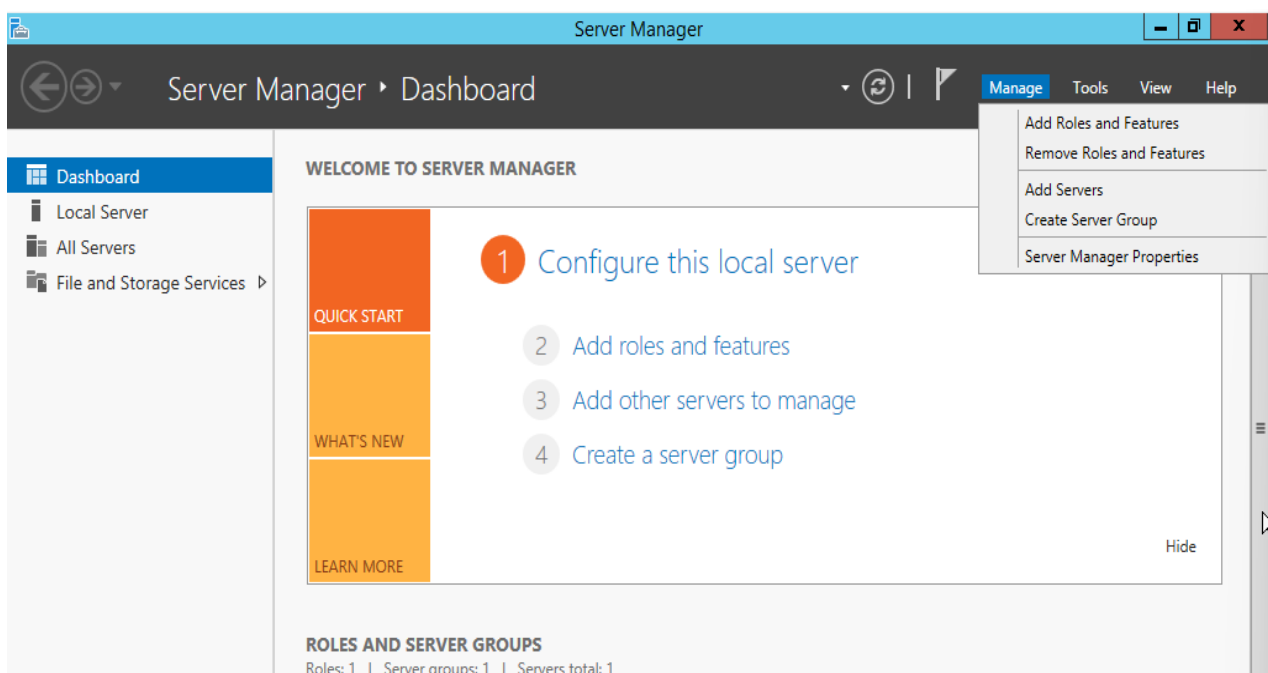 Server Manager
Server Manager ‣ Dashboard
Manage Tools View Help
Add Roles and Features
Remove Roles and Features
Add Servers
Create Server Group
Server Manager Properties
Dashboard
Local Server
All Servers
File and Storage Services
WELCOME TO SERVER MANAGER
QUICK START
WHAT'S NEW
LEARN MORE
1 Configure this local server
2 Add roles and features
3 Add other servers to manage
4 Create a server group
Hide
ROLES AND SERVER GROUPS
Roles: 1 | Server groups: 1 | Servers total: 1